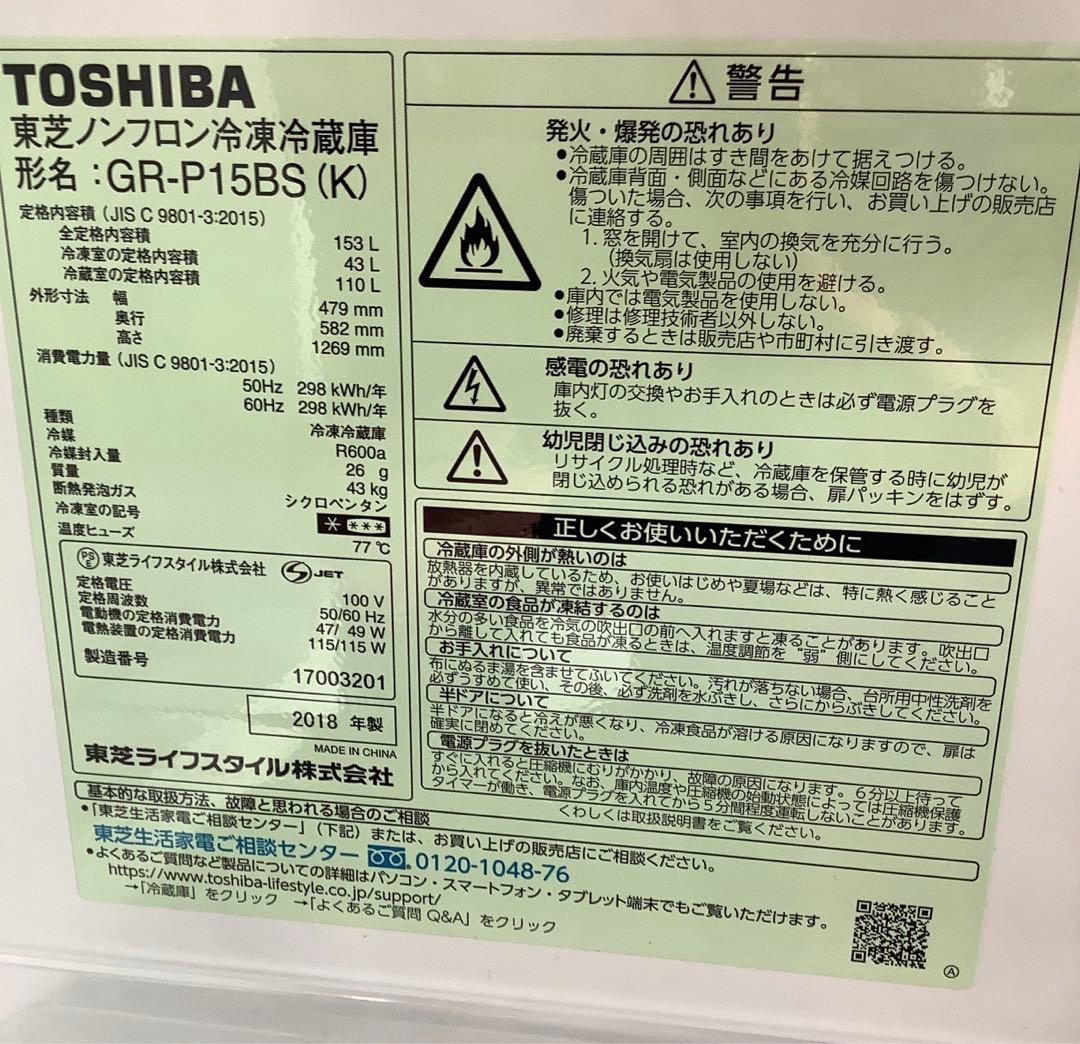 TOSHIBA
東芝ノンフロン冷凍冷蔵庫
形名：GR-P15BS (K)
定格内容積 (JIS C 9801-3:2015)
全定格内容積 153 L
冷凍室の定格内容積 43 L
冷蔵室の定格内容積 110 L
外形寸法 幅 479 mm
奥行 582 mm
高さ 1269 mm
消費電力量 (JIS C 9801-3:2015)
50Hz 298 kWh/年
60Hz 298 kWh/年
種類 冷凍冷蔵庫
冷媒 R600a
冷媒封入量 26 g
質量 43 kg
断熱発泡ガス シクロペンタン
冷凍室の記号 * ***
温度ヒューズ 77 ℃
PSE 東芝ライフスタイル株式会社 JET
定格電圧 100 V
定格周波数 50/60 Hz
電動機の定格消費電力 47/ 49 W
電熱装置の定格消費電力 115/115 W
製造番号
17003201
2018 年製
MADE IN CHINA
東芝ライフスタイル株式会社
警告
発火・爆発の恐れあり
●冷蔵庫の周囲はすき間をあけて据えつける。
●冷蔵庫背面・側面などにある冷媒回路を傷つけない。
傷ついた場合、次の事項を行い、お買い上げの販売店
に連絡する。
1. 窓を開けて、室内の換気を充分に行う。
(換気扇は使用しない)
2. 火気や電気製品の使用を避ける。
●庫内では電気製品を使用しない。
●修理は修理技術者以外しない。
●廃棄するときは販売店や市町村に引き渡す。
感電の恐れあり
庫内灯の交換やお手入れのときは必ず電源プラグを
抜く。
幼児閉じ込みの恐れあり
リサイクル処理時など、冷蔵庫を保管する時に幼児が
閉じ込められる恐れがある場合、扉パッキンをはずす。
正しくお使いいただくために
冷蔵庫の外側が熱いのは
放熱器を内蔵しているため、お使いはじめや夏場などは、特に熱く感じること
がありますが、異常ではありません。
冷蔵室の食品が凍結するのは
水分の多い食品を冷気の吹出口の前へ入れますと凍ることがあります。吹出口
から離して入れても食品が凍るときは、温度調節を“弱”側にしてください。
お手入れについて
布にぬるま湯を含ませてふいてください。汚れが落ちない場合、台所用中性洗剤を
必ずうすめて使い、その後、必ず洗剤を水ぶきし、さらにからぶきしてください。
半ドアについて
半ドアになると冷えが悪くなり、冷凍食品が溶ける原因になりますので、扉は
確実に閉めてください。
電源プラグを抜いたときは
すぐに入れると圧縮機にむりがかかり、故障の原因になります。6分以上待って
から入れてください。なお、庫内温度や圧縮機の始動状態によっては圧縮機保護
タイマーが働き、電源プラグを入れてから5分間程度運転しないことがあります。
くわしくは取扱説明書をご覧ください。
基本的な取扱方法、故障と思われる場合のご相談
●「東芝生活家電ご相談センター」(下記) または、お買い上げの販売店にご相談ください。
東芝生活家電ご相談センター 0120-1048-76
●よくあるご質問など製品についての詳細はパソコン・スマートフォン・タブレット端末でもご覧いただけます。
https://www.toshiba-lifestyle.co.jp/support/
→「冷蔵庫」をクリック →「よくあるご質問 Q&A」をクリック
A